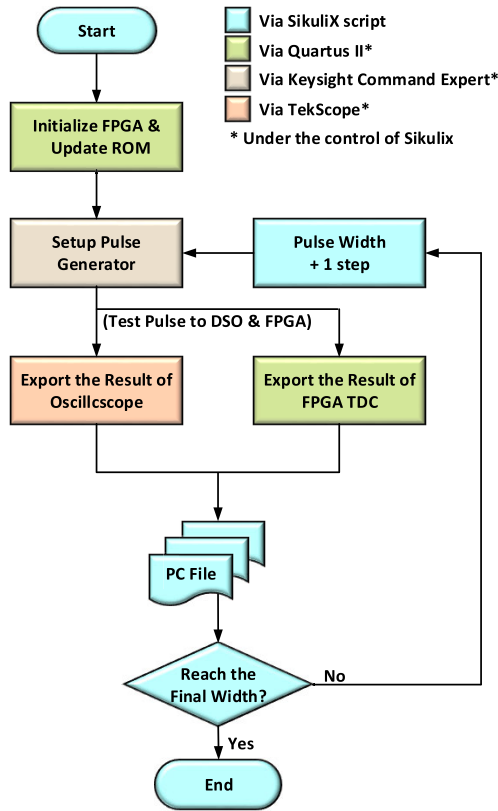 Start
Via SikuliX script
Via Quartus II*
Via Keysight Command Expert*
Via TekScope*
* Under the control of Sikulix
Initialize FPGA &
Update ROM
Setup Pulse
Generator
Pulse Width
+ 1 step
(Test Pulse to DSO & FPGA)
Export the Result of
Oscillcscope
Export the Result of
FPGA TDC
PC File
Reach the
Final Width?
No
Yes
End